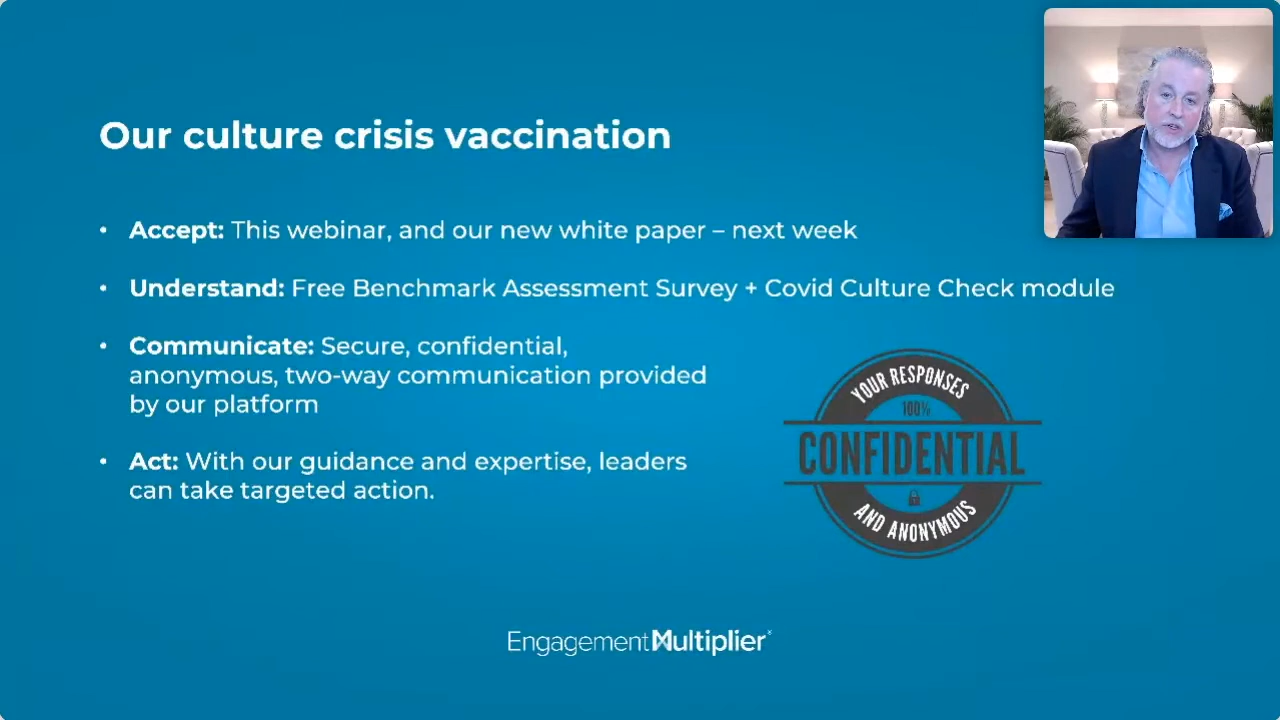 Our culture crisis vaccination
• Accept: This webinar, and our new white paper – next week
• Understand: Free Benchmark Assessment Survey + Covid Culture Check module
• Communicate: Secure, confidential,
anonymous, two-way communication provided
by our platform
• Act: With our guidance and expertise, leaders
can take targeted action.
YOUR RESPONSES
100%
CONFIDENTIAL
AND ANONYMOUS
EngagementMultiplier